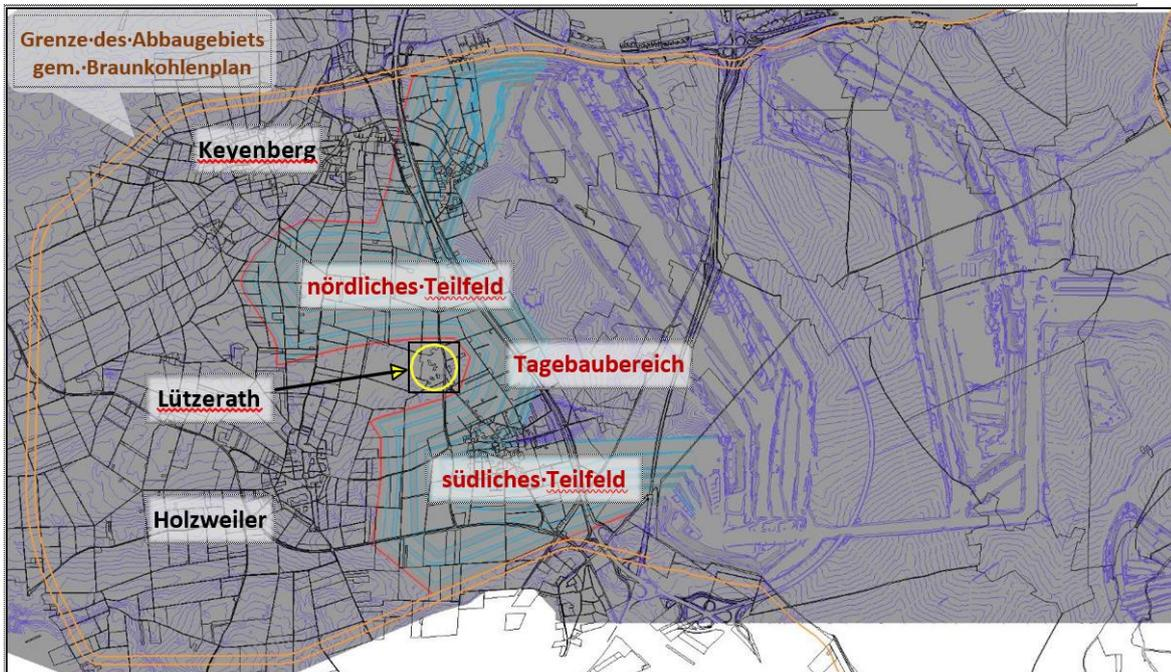 Grenze·des·Abbaugebiets
gem.·Braunkohlenplan
Keyenberg
nördliches·Teilfeld
Tagebaubereich
Lützerath
südliches·Teilfeld
Holzweiler